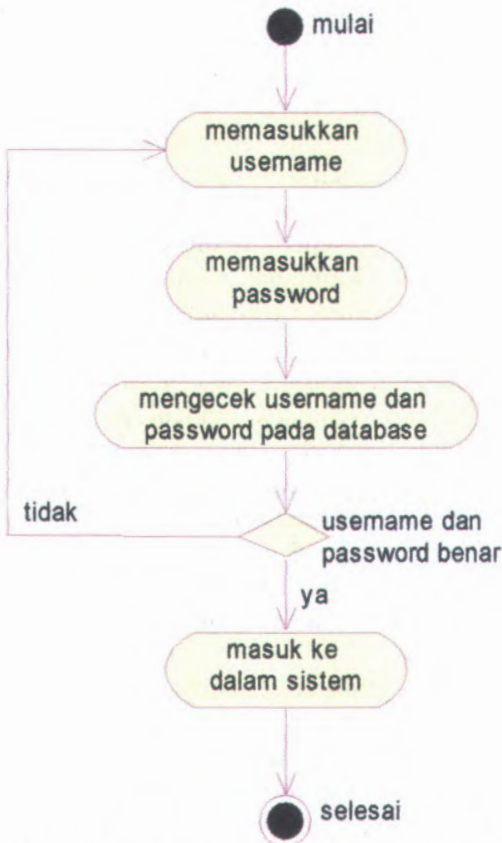 mulai
memasukkan
username
memasukkan
password
mengecek username dan
password pada database
tidak
username dan
password benar
ya
masuk ke
dalam sistem
selesai